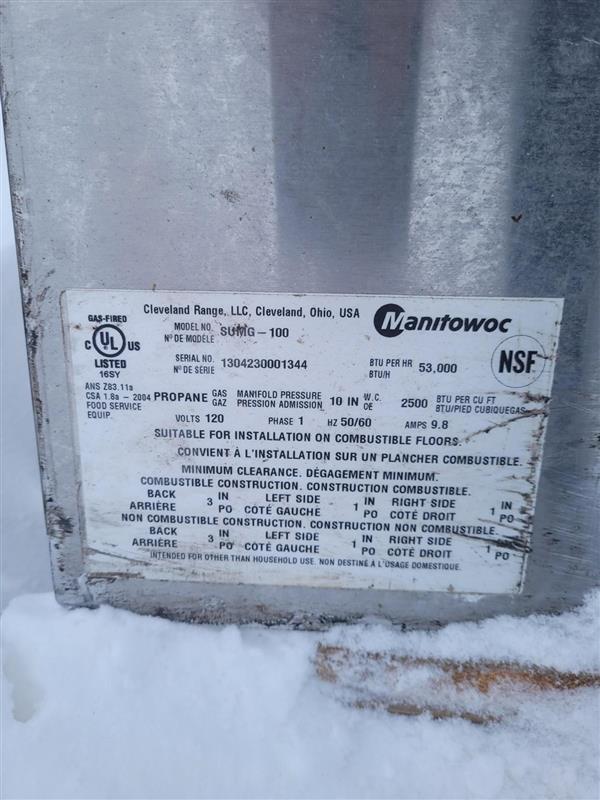 Cleveland Range, LLC, Cleveland, Ohio, USA
Manitowoc
GAS-FIRED
C UL US
LISTED
16SY
MODEL NO. SUMG-100
Nº DE MODÈLE
SERIAL NO. 1304230001344
Nº DE SÉRIE
BTU PER HR 53,000
BTU/H
NSF
ANS Z83.11a
CSA 1.8a - 2004
FOOD SERVICE
EQUIP.
PROPANE GAS MANIFOLD PRESSURE 10 IN W.C. 2500 BTU PER CU FT
GAZ PRESSION ADMISSION OE BTU/PIED CUBIQUEGAS
VOLTS 120 PHASE 1 HZ 50/60 AMPS 9.8
SUITABLE FOR INSTALLATION ON COMBUSTIBLE FLOORS.
CONVIENT À L'INSTALLATION SUR UN PLANCHER COMBUSTIBLE.
MINIMUM CLEARANCE. DÉGAGEMENT MINIMUM.
COMBUSTIBLE CONSTRUCTION. CONSTRUCTION COMBUSTIBLE.
BACK 3 IN LEFT SIDE 1 IN RIGHT SIDE 1 IN
ARRIÈRE PO CÔTÉ GAUCHE PO CÔTÉ DROIT PO
NON COMBUSTIBLE CONSTRUCTION. CONSTRUCTION NON COMBUSTIBLE.
BACK 3 IN LEFT SIDE 1 IN RIGHT SIDE 1 IN
ARRIÈRE PO CÔTÉ GAUCHE PO CÔTÉ DROIT PO
INTENDED FOR OTHER THAN HOUSEHOLD USE. NON DESTINÉ À L'USAGE DOMESTIQUE.